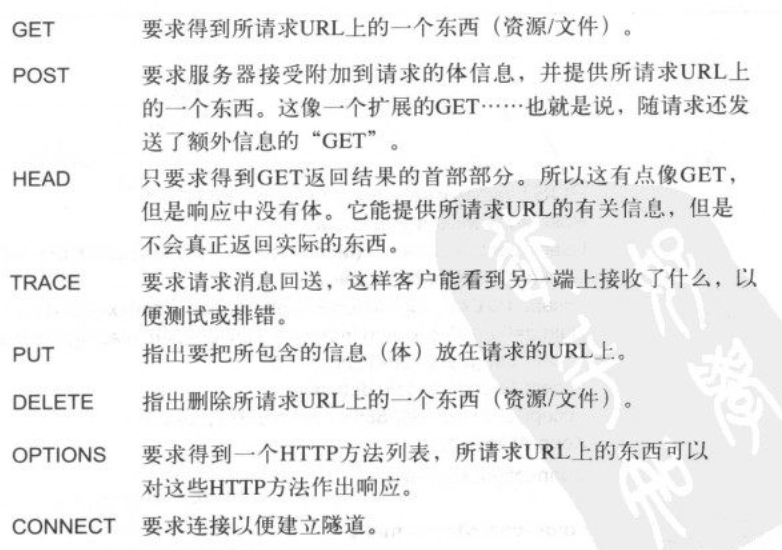 GET 要求得到所请求URL上的一个东西（资源/文件）。
POST 要求服务器接受附加到请求的体信息，并提供所请求URL上
的一个东西。这像一个扩展的GET……也就是说，随请求还发
送了额外信息的“GET”。
HEAD 只要求得到GET返回结果的首部部分。所以这有点像GET，
但是响应中没有体。它能提供所请求URL的有关信息，但是
不会真正返回实际的东西。
TRACE 要求请求消息回送，这样客户能看到另一端上接收了什么，以
便测试或排错。
PUT 指出要把所包含的信息（体）放在请求的URL上。
DELETE 指出删除所请求URL上的一个东西（资源/文件）。
OPTIONS 要求得到一个HTTP方法列表，所请求URL上的东西可以
对这些HTTP方法作出响应。
CONNECT 要求连接以便建立隧道。